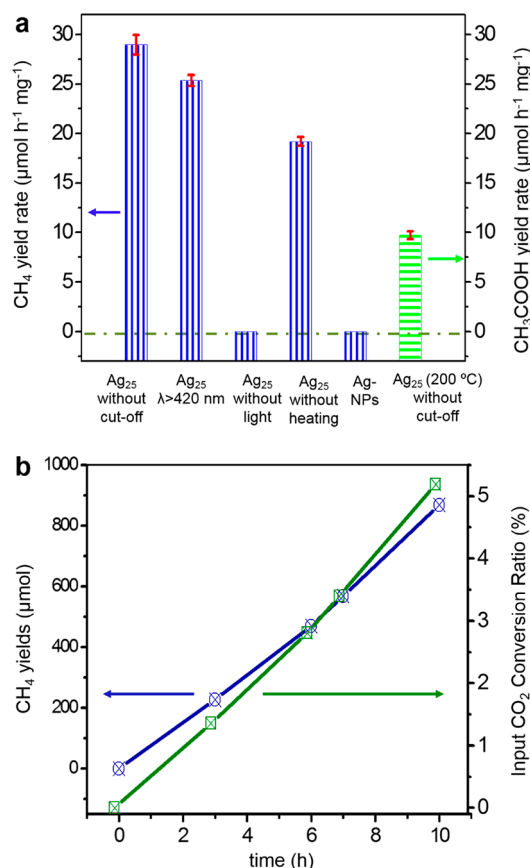 a
CH₄ yield rate (μmol h⁻¹ mg⁻¹)
30
25
20
15
10
5
0
30
25
20
15
10
5
0
CH₃COOH yield rate (μmol h⁻¹ mg⁻¹)
Ag₂₅
without
cut-off
Ag₂₅
λ>420 nm
Ag₂₅
without
light
Ag₂₅
without
heating
Ag-
NPs
Ag₂₅ (200 ºC)
without
cut-off
b
CH₄ yields (μmol)
1000
800
600
400
200
0
5
4
3
2
1
0
Input CO₂ Conversion Ratio (%)
0
2
4
6
8
10
time (h)